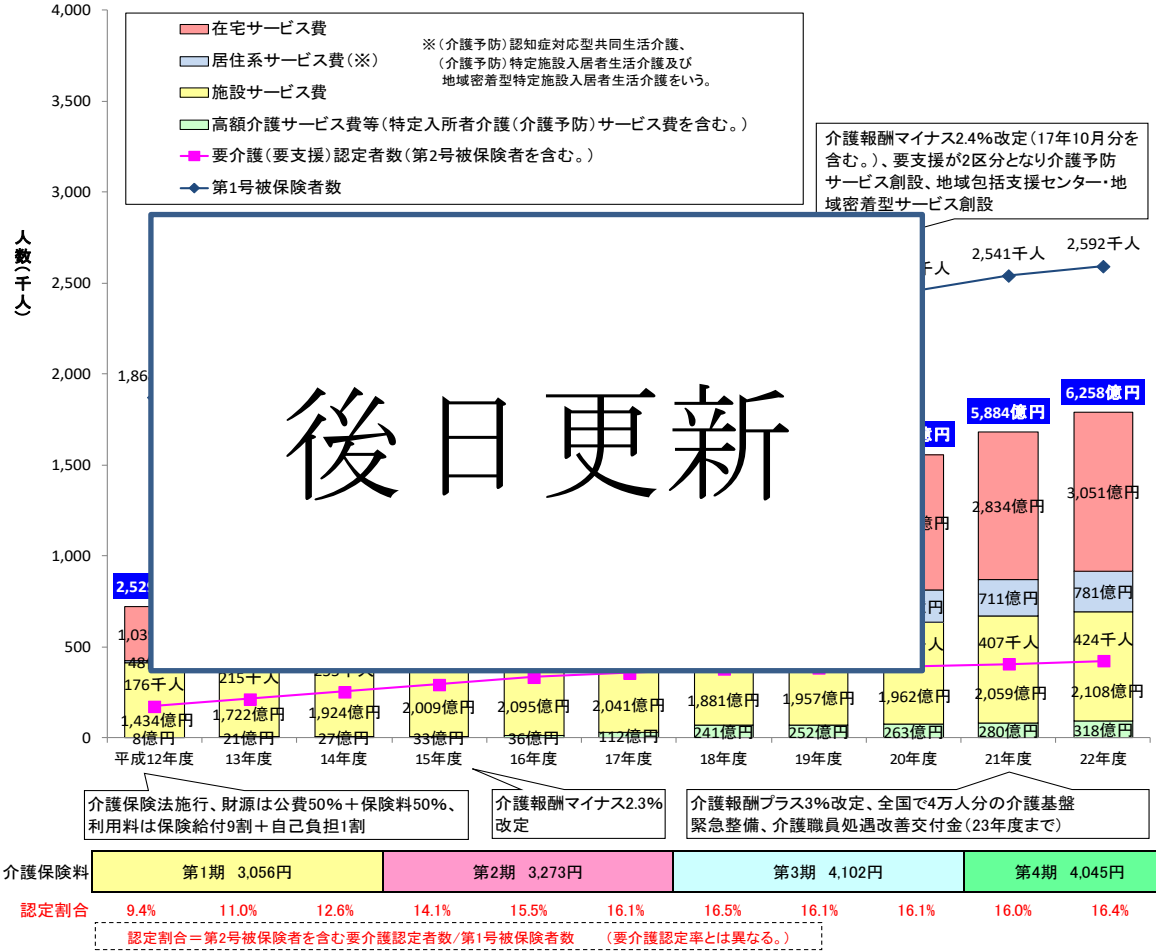 4,000
3,500
3,000
2,500
2,000
1,500
1,000
500
0
人数(千人)
在宅サービス費
居住系サービス費(※)
施設サービス費
高額介護サービス費等(特定入所者介護(介護予防)サービス費を含む。)
要介護(要支援)認定者数(第2号被保険者を含む。)
第1号被保険者数
※(介護予防)認知症対応型共同生活介護、
(介護予防)特定施設入居者生活介護及び
地域密着型特定施設入居者生活介護をいう。
介護報酬マイナス2.4%改定(17年10月分を
含む。)、要支援が2区分となり介護予防
サービス創設、地域包括支援センター・地
域密着型サービス創設
後日更新
千人 2,541千人 2,592千人
億円 5,884億円 6,258億円
億円 2,834億円 3,051億円
711億円 781億円
407千人 424千人
176千人 215千人
1,434億円 1,722億円 1,924億円 2,009億円 2,095億円 2,041億円 1,881億円 1,957億円 1,962億円 2,059億円 2,108億円
8億円 21億円 27億円 33億円 36億円 112億円 241億円 252億円 263億円 280億円 318億円
平成12年度 13年度 14年度 15年度 16年度 17年度 18年度 19年度 20年度 21年度 22年度
介護保険法施行、財源は公費50%+保険料50%、
利用料は保険給付9割+自己負担1割
介護報酬マイナス2.3%
改定
介護報酬プラス3%改定、全国で4万人分の介護基盤
緊急整備、介護職員処遇改善交付金(23年度まで)
介護保険料 第1期 3,056円 第2期 3,273円 第3期 4,102円 第4期 4,045円
認定割合 9.4% 11.0% 12.6% 14.1% 15.5% 16.1% 16.5% 16.1% 16.1% 16.0% 16.4%
認定割合=第2号被保険者を含む要介護認定者数/第1号被保険者数 (要介護認定率とは異なる。)